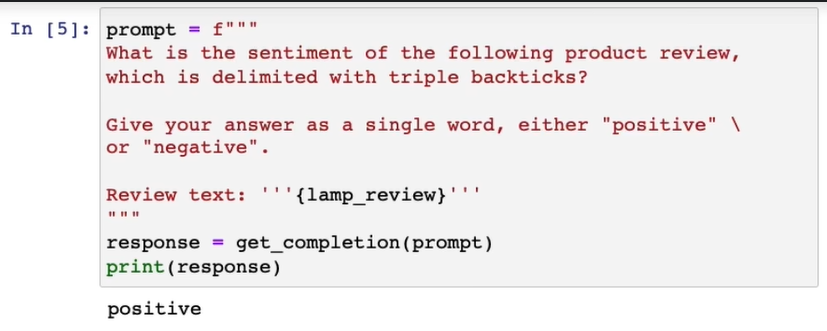 In [5]: prompt = f"""
What is the sentiment of the following product review,
which is delimited with triple backticks?
Give your answer as a single word, either "positive" \
or "negative".
Review text: '''{lamp_review}'''
"""
response = get_completion(prompt)
print(response)
positive